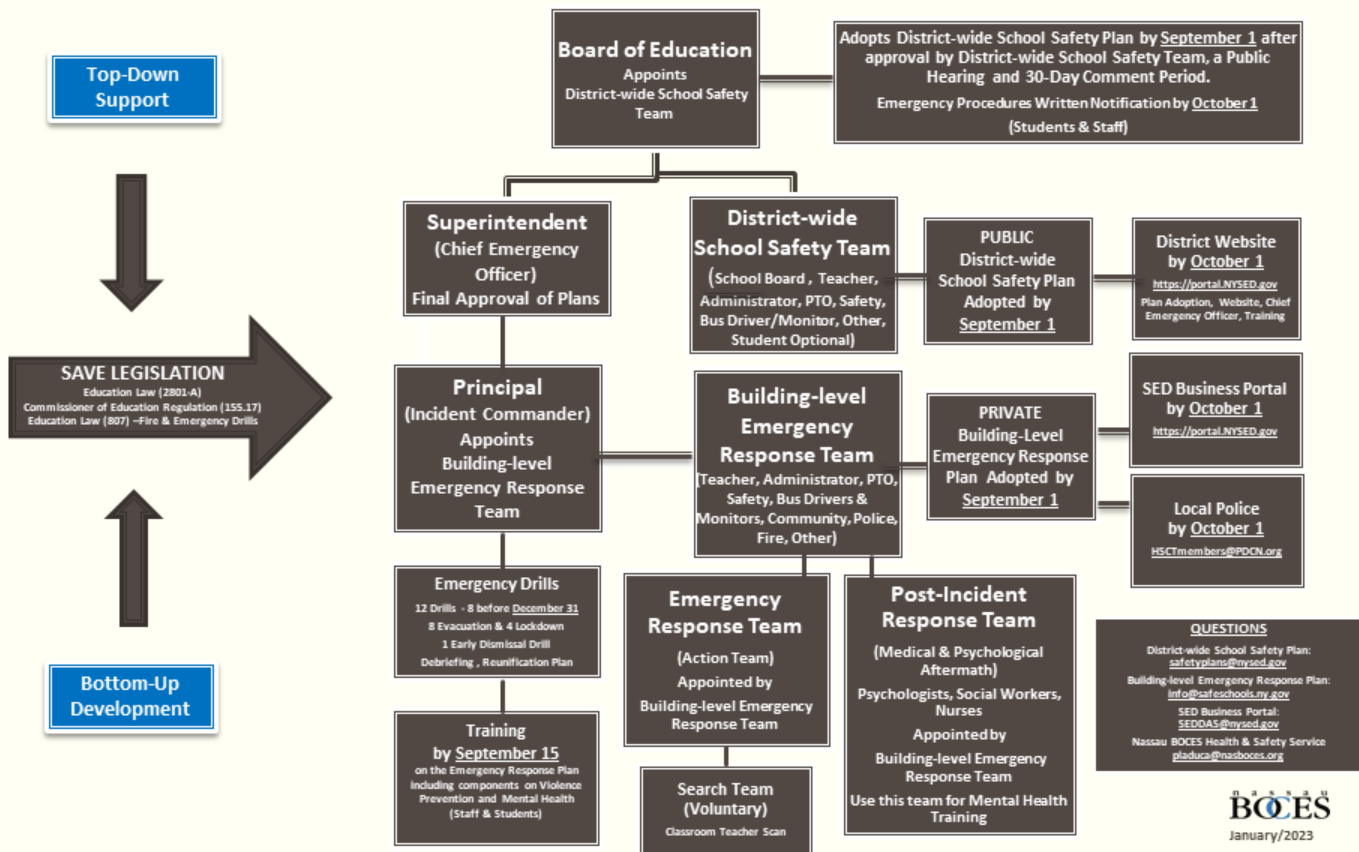 Top-Down
Support
Board of Education
Appoints
District-wide School Safety
Team
Adopts District-wide School Safety Plan by September 1 after
approval by District-wide School Safety Team, a Public
Hearing and 30-Day Comment Period.
Emergency Procedures Written Notification by October 1
(Students & Staff)
Superintendent
(Chief Emergency
Officer)
Final Approval of Plans
District-wide
School Safety Team
(School Board , Teacher,
Administrator, PTO, Safety,
Bus Driver/Monitor, Other,
Student Optional)
PUBLIC
District-wide
School Safety Plan
Adopted by
September 1
District Website
by October 1
https://portal.NYSED.gov
Plan Adoption, Website, Chief
Emergency Officer, Training
SAVE LEGISLATION
Education Law (2801-A)
Commissioner of Education Regulation (155.17)
Education Law (807) –Fire & Emergency Drills
Principal
(Incident Commander)
Appoints
Building-level
Emergency Response
Team
Building-level
Emergency
Response Team
(Teacher, Administrator, PTO,
Safety, Bus Drivers &
Monitors, Community, Police,
Fire, Other)
PRIVATE
Building-Level
Emergency Response
Plan Adopted by
September 1
SED Business Portal
by October 1
https://portal.NYSED.gov
Local Police
by October 1
HSCTmembers@PDCN.org
Bottom-Up
Development
Emergency Drills
12 Drills - 8 before December 31
8 Evacuation & 4 Lockdown
1 Early Dismissal Drill
Debriefing , Reunification Plan
Training
by September 15
on the Emergency Response Plan
including components on Violence
Prevention and Mental Health
(Staff & Students)
Emergency
Response Team
(Action Team)
Appointed by
Building-level Emergency
Response Team
Search Team
(Voluntary)
Classroom Teacher Scan
Post-Incident
Response Team
(Medical & Psychological
Aftermath)
Psychologists, Social Workers,
Nurses
Appointed by
Building-level Emergency
Response Team
Use this team for Mental Health
Training
QUESTIONS
District-wide School Safety Plan:
safetyplans@nysed.gov
Building-level Emergency Response Plan:
info@safeschools.ny.gov
SED Business Portal:
SEDDAS@nysed.gov
Nassau BOCES Health & Safety Service
pladuca@nasboces.org
nassau
BOCES
January/2023